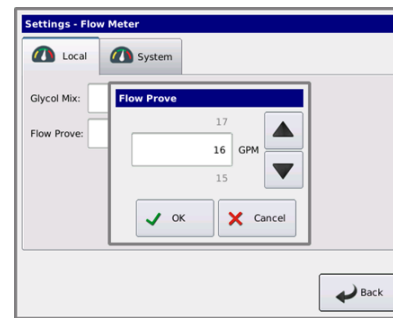 Settings - Flow Meter
Local System
Glycol Mix:
Flow Prove:
Flow Prove
17
16 GPM
15
OK Cancel
Back